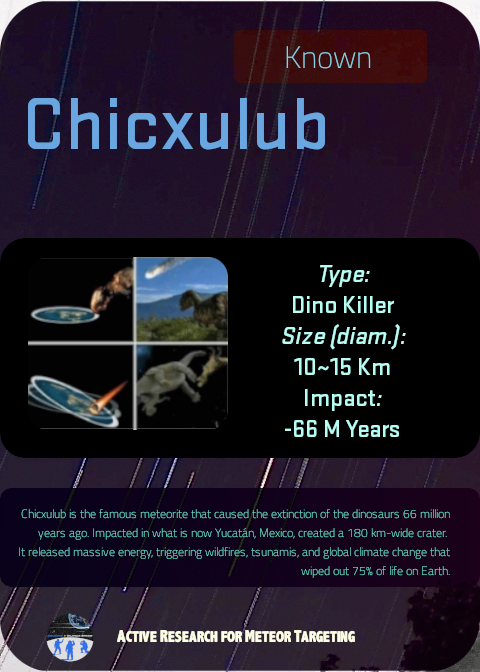 Known
Chicxulub
Type:
Dino Killer
Size (diam.):
10~15 Km
Impact:
-66 M Years
Chicxulub is the famous meteorite that caused the extinction of the dinosaurs 66 million
years ago. Impacted in what is now Yucatán, Mexico, created a 180 km-wide crater.
It released massive energy, triggering wildfires, tsunamis, and global climate change that
wiped out 75% of life on Earth.
Active Research for Meteor Targeting